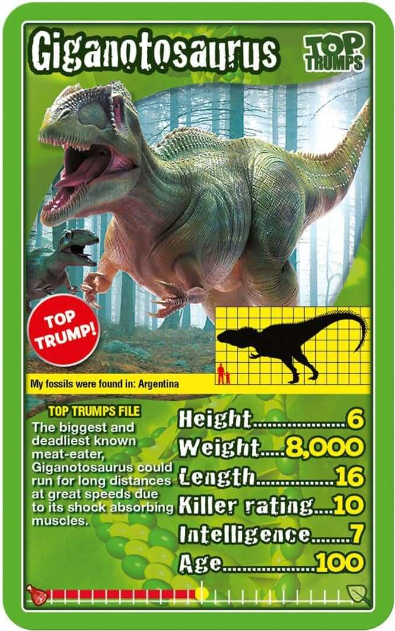 Giganotosaurus
TOP
TRUMPS
TOP
TRUMP!
My fossils were found in: Argentina
TOP TRUMPS FILE
The biggest and
deadliest known
meat-eater,
Giganotosaurus could
run for long distances
at great speeds due
to its shock absorbing
muscles.
Height....................6
Weight.....8,000
Length.................16
Killer rating....10
Intelligence........7
Age....................100